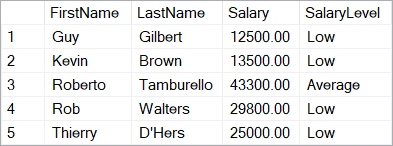 FirstName LastName Salary SalaryLevel
1 Guy Gilbert 12500.00 Low
2 Kevin Brown 13500.00 Low
3 Roberto Tamburello 43300.00 Average
4 Rob Walters 29800.00 Low
5 Thierry D'Hers 25000.00 Low